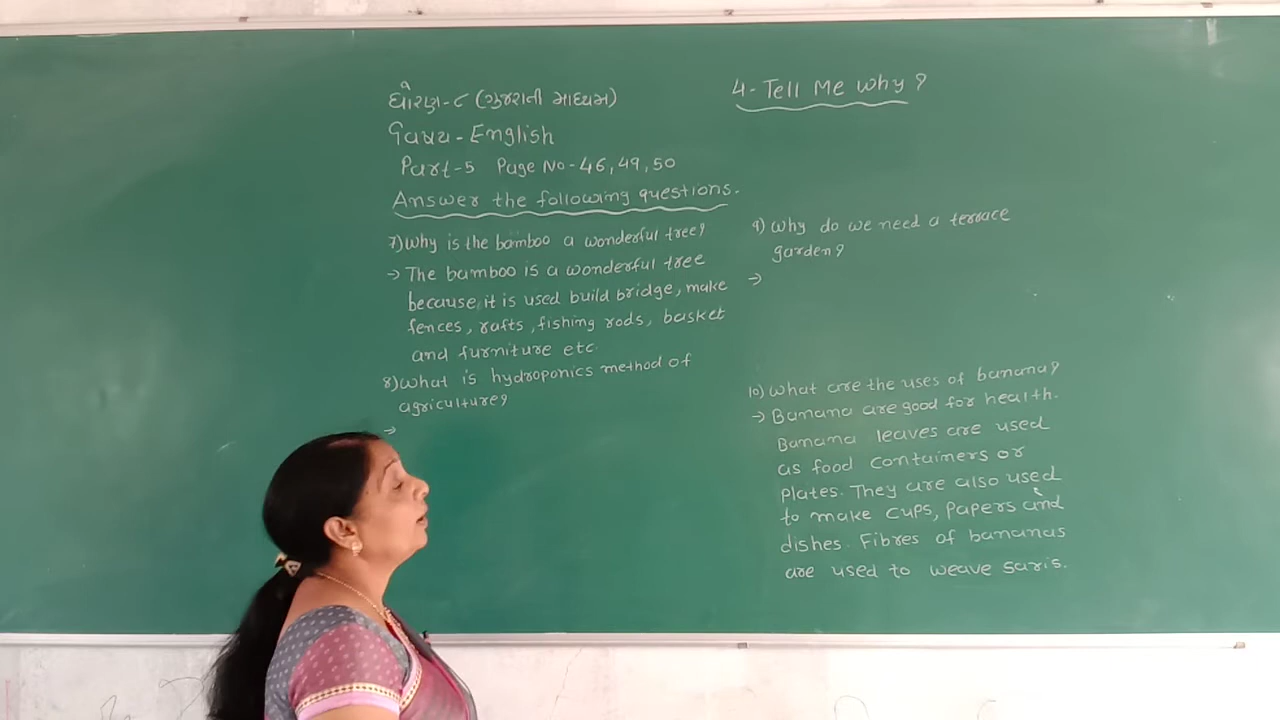 ધોરણ-૮ (ગુજરાતી માધ્યમ)
વિષય - English
Part-5 Page No-46,49,50
Answer the following questions.
7) Why is the bamboo a wonderful tree?
→ The bamboo is a wonderful tree
because, it is used build bridge, make
fences, rafts, fishing rods, basket
and furniture etc.
8) What is hydroponics method of
agriculture?
→
4 - Tell Me Why?
9) Why do we need a terrace
garden?
→
10) What are the uses of banana?
→ Banana are good for health.
Banana leaves are used
as food containers or
plates. They are also used
to make cups, papers and
dishes. Fibres of bananas
are used to weave saris.